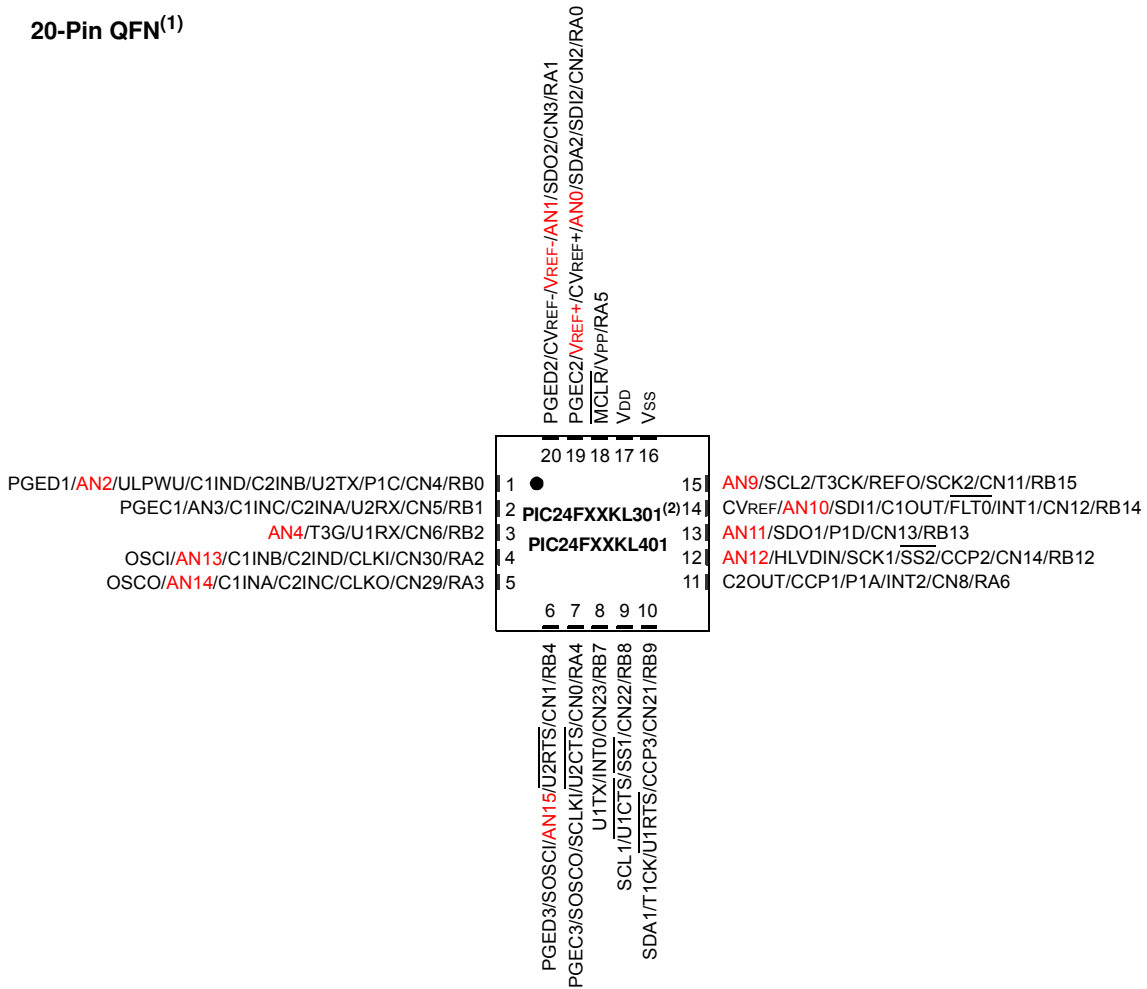 20-Pin QFN(1)
PGED2/CVREF-/VREF-/AN1/SDO2/CN3/RA1
PGEC2/VREF+/CVREF+/AN0/SDA2/SDI2/CN2/RA0
MCLR/VPP/RA5
VDD
VSS
20 19 18 17 16
PGED1/AN2/ULPWU/C1IND/C2INB/U2TX/P1C/CN4/RB0 1
PGEC1/AN3/C1INC/C2INA/U2RX/CN5/RB1 2
AN4/T3G/U1RX/CN6/RB2 3
OSCI/AN13/C1INB/C2IND/CLKI/CN30/RA2 4
OSCO/AN14/C1INA/C2INC/CLKO/CN29/RA3 5
PIC24FXXKL301(2)
PIC24FXXKL401
15 AN9/SCL2/T3CK/REFO/SCK2/CN11/RB15
14 CVREF/AN10/SDI1/C1OUT/FLT0/INT1/CN12/RB14
13 AN11/SDO1/P1D/CN13/RB13
12 AN12/HLVDIN/SCK1/SS2/CCP2/CN14/RB12
11 C2OUT/CCP1/P1A/INT2/CN8/RA6
6 7 8 9 10
PGED3/SOSCI/AN15/U2RTS/CN1/RB4
PGEC3/SOSCO/SCLKI/U2CTS/CN0/RA4
U1TX/INT0/CN23/RB7
SCL1/U1CTS/SS1/CN22/RB8
SDA1/T1CK/U1RTS/CCP3/CN21/RB9